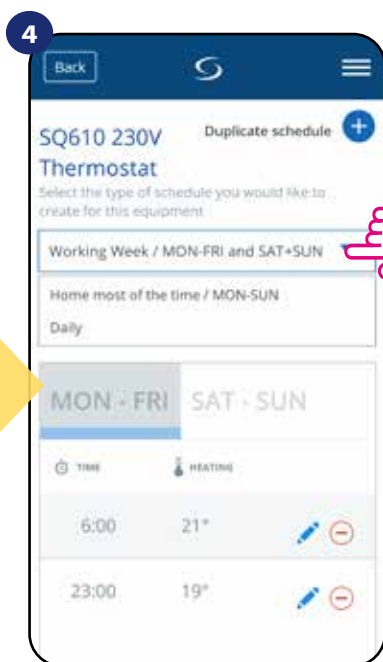 4
Back
SQ610 230V
Thermostat
Duplicate schedule
Select the type of schedule you would like to
create for this equipment
Working Week / MON-FRI and SAT+SUN
Home most of the time / MON-SUN
Daily
MON - FRI SAT - SUN
TIME HEATING
6:00 21°
23:00 19°